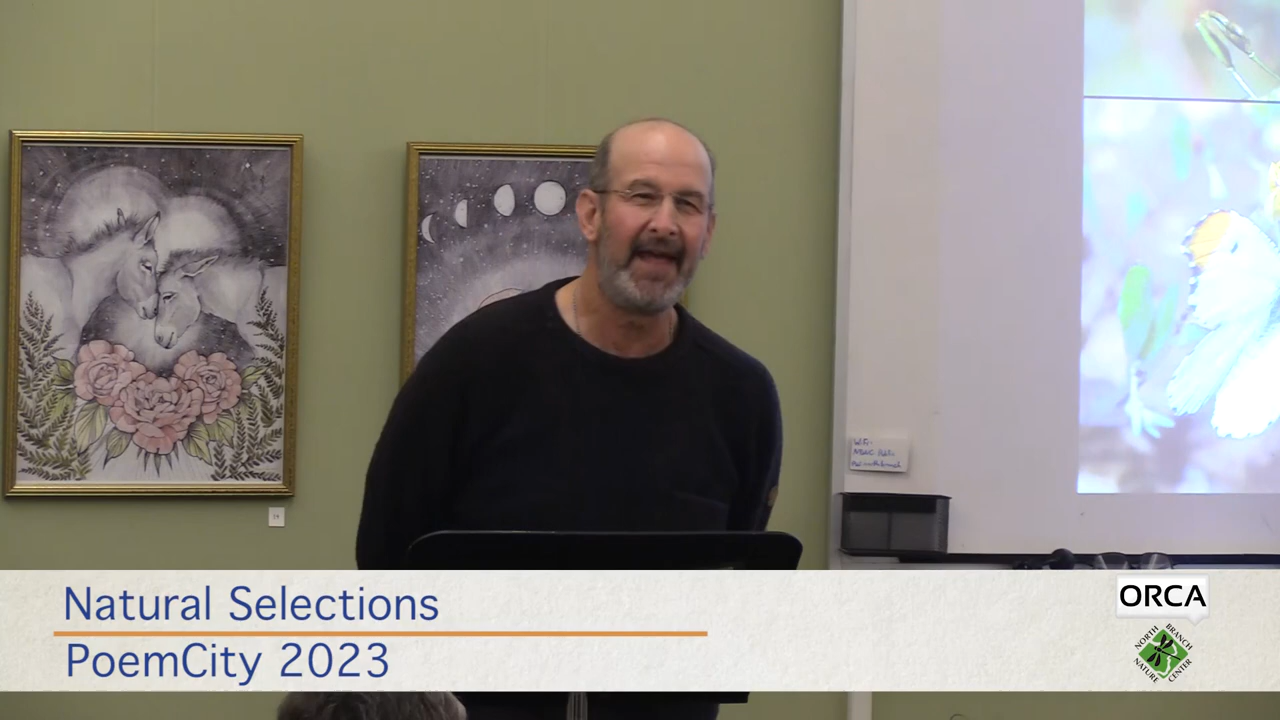 Natural Selections
PoemCity 2023
ORCA
NORTH BRANCH
NATURE CENTER